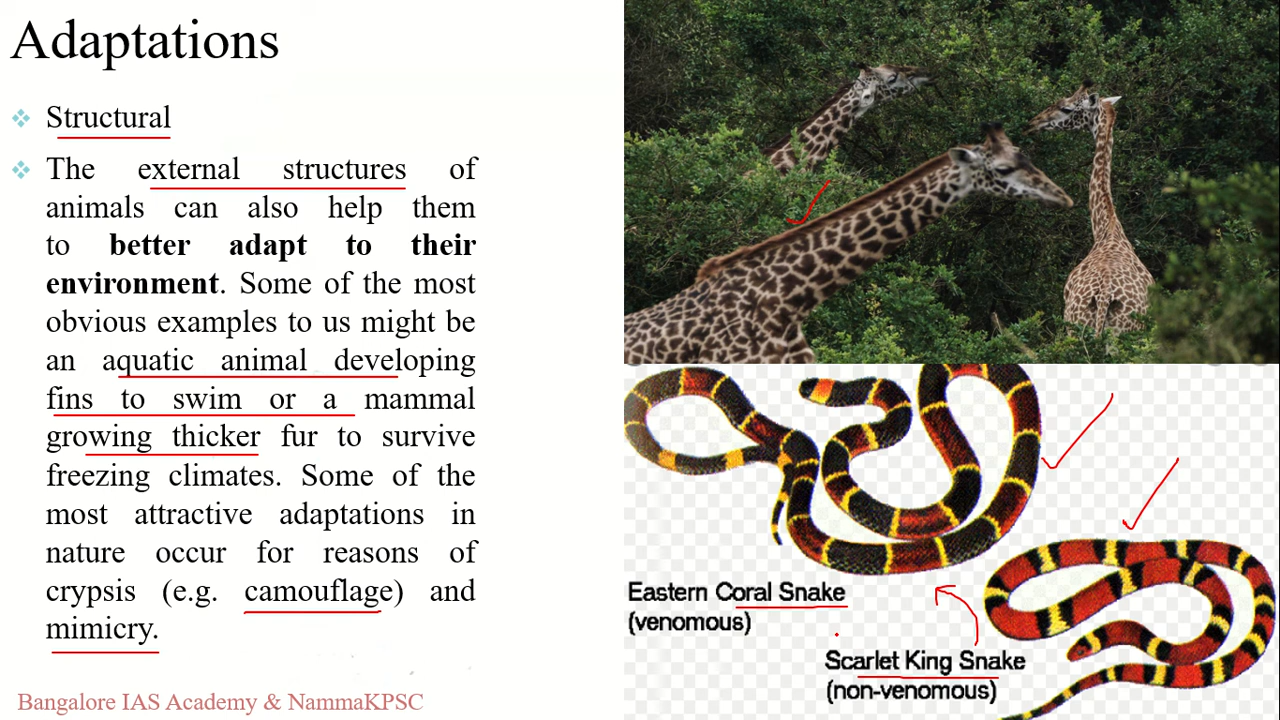 Adaptations
Structural
The external structures of
animals can also help them
to better adapt to their
environment. Some of the most
obvious examples to us might be
an aquatic animal developing
fins to swim or a mammal
growing thicker fur to survive
freezing climates. Some of the
most attractive adaptations in
nature occur for reasons of
crypsis (e.g. camouflage) and
mimicry.
Bangalore IAS Academy & NammaKPSC
Eastern Coral Snake
(venomous)
Scarlet King Snake
(non-venomous)